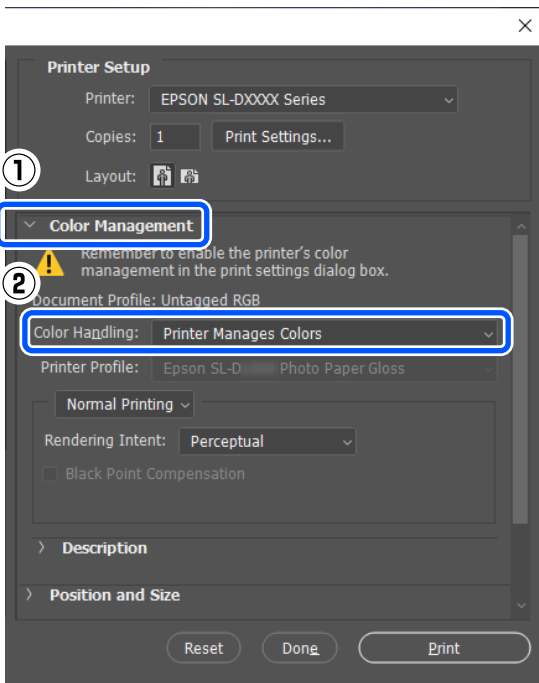 Printer Setup
Printer: EPSON SL-DXXXX Series
Copies: 1 Print Settings...
①
Layout:
Color Management
Remember to enable the printer's color
management in the print settings dialog box.
②
Document Profile: Untagged RGB
Color Handling: Printer Manages Colors
Printer Profile: Epson SL-D Photo Paper Gloss
Normal Printing
Rendering Intent: Perceptual
Black Point Compensation
Description
Position and Size
Reset Done Print